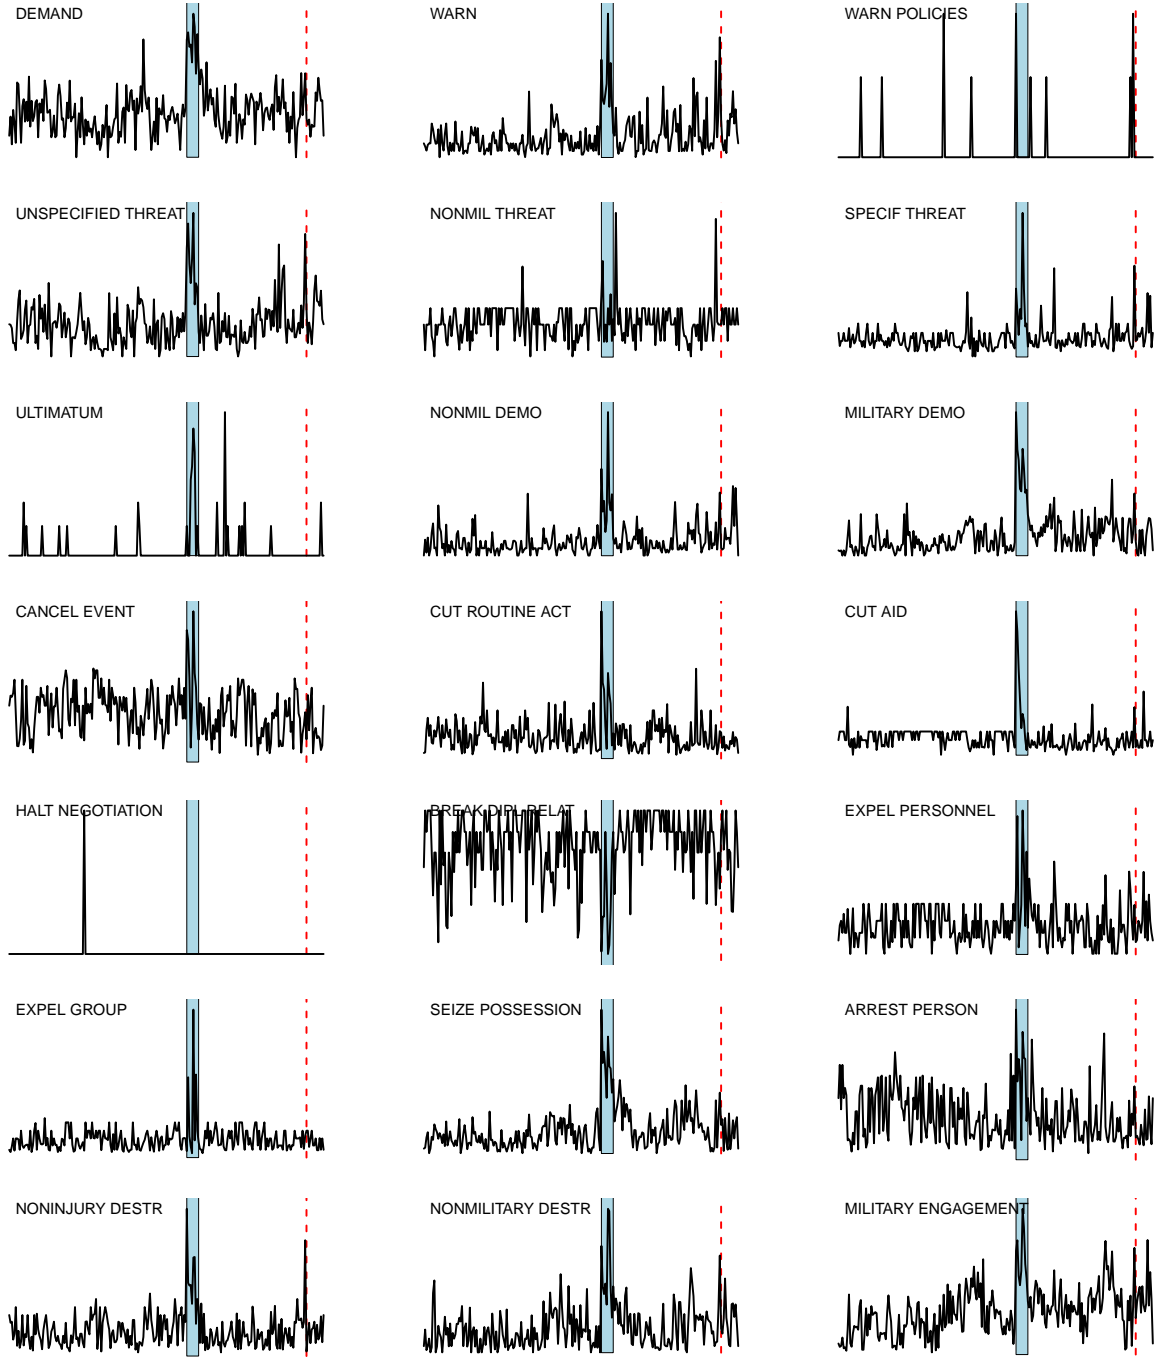 DEMAND
WARN
WARN POLICIES
UNSPECIFIED THREAT
NONMIL THREAT
SPECIF THREAT
ULTIMATUM
NONMIL DEMO
MILITARY DEMO
CANCEL EVENT
CUT ROUTINE ACT
CUT AID
HALT NEGOTIATION
BREAK DIPL RELAT
EXPEL PERSONNEL
EXPEL GROUP
SEIZE POSSESSION
ARREST PERSON
NONINJURY DESTR
NONMILITARY DESTR
MILITARY ENGAGEMENT